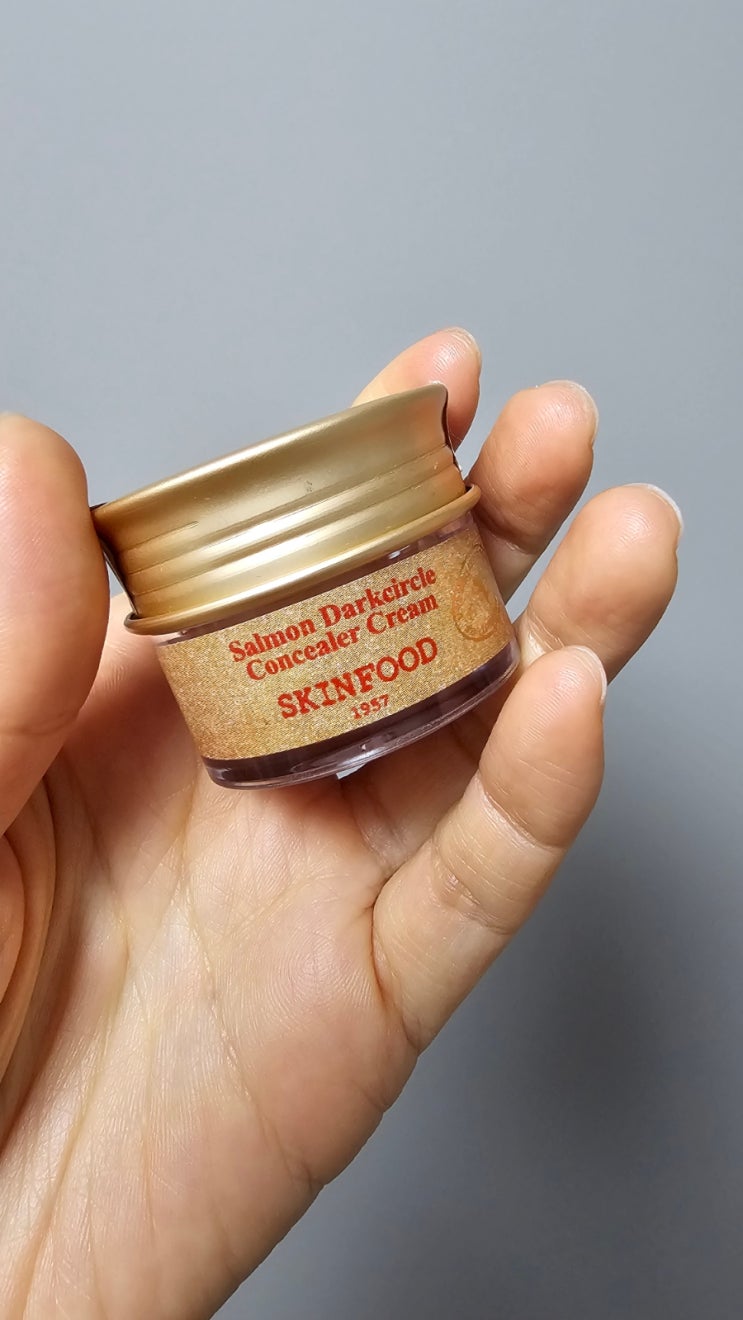 Salmon Darkcircle
Concealer Cream
SKINFOOD
1957